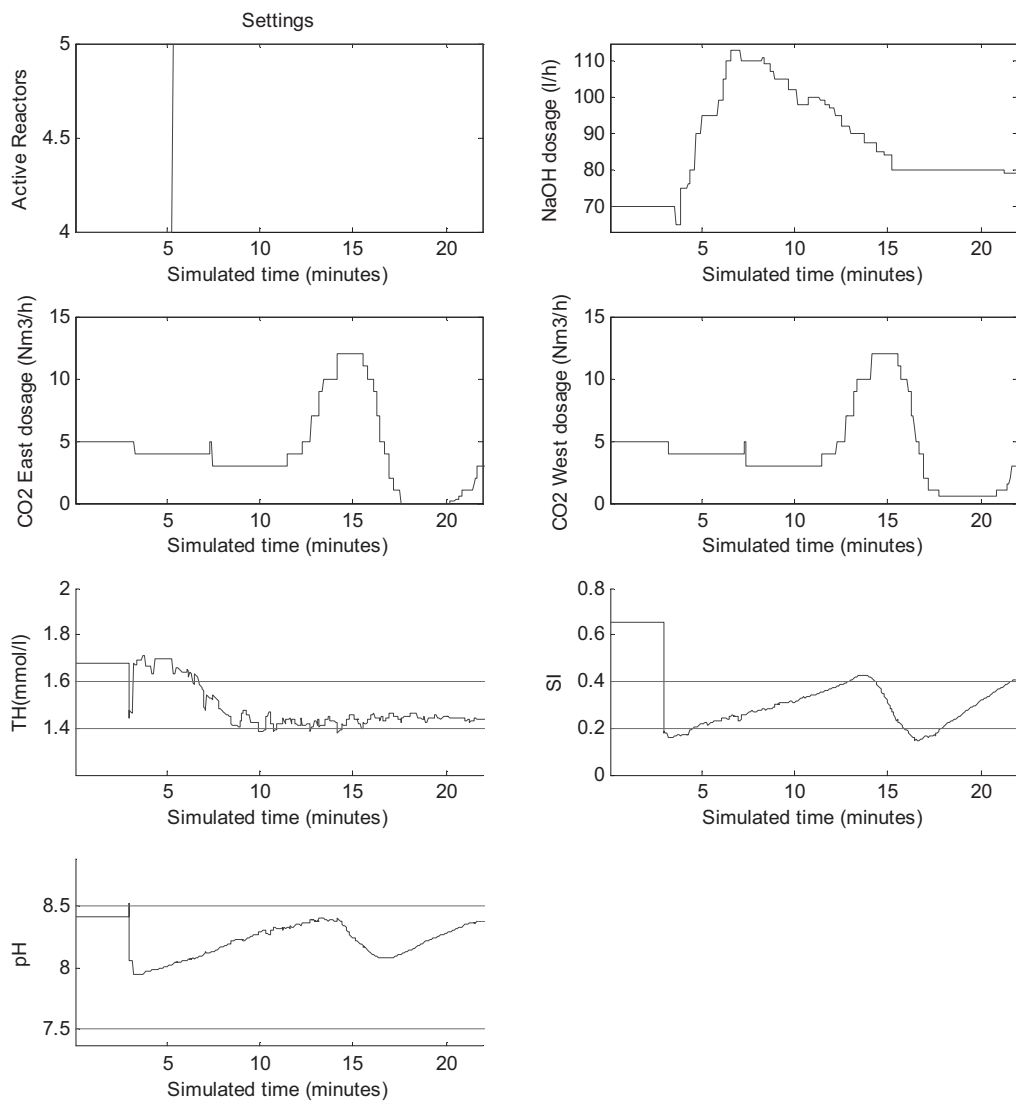 Settings
Active Reactors
5
4.5
4
5 10 15 20
Simulated time (minutes)
NaOH dosage (l/h)
110
100
90
80
70
5 10 15 20
Simulated time (minutes)
CO2 East dosage (Nm3/h)
15
10
5
0
5 10 15 20
Simulated time (minutes)
CO2 West dosage (Nm3/h)
15
10
5
0
5 10 15 20
Simulated time (minutes)
TH(mmol/l)
2
1.8
1.6
1.4
5 10 15 20
Simulated time (minutes)
SI
0.8
0.6
0.4
0.2
0
5 10 15 20
Simulated time (minutes)
pH
8.5
8
7.5
5 10 15 20
Simulated time (minutes)